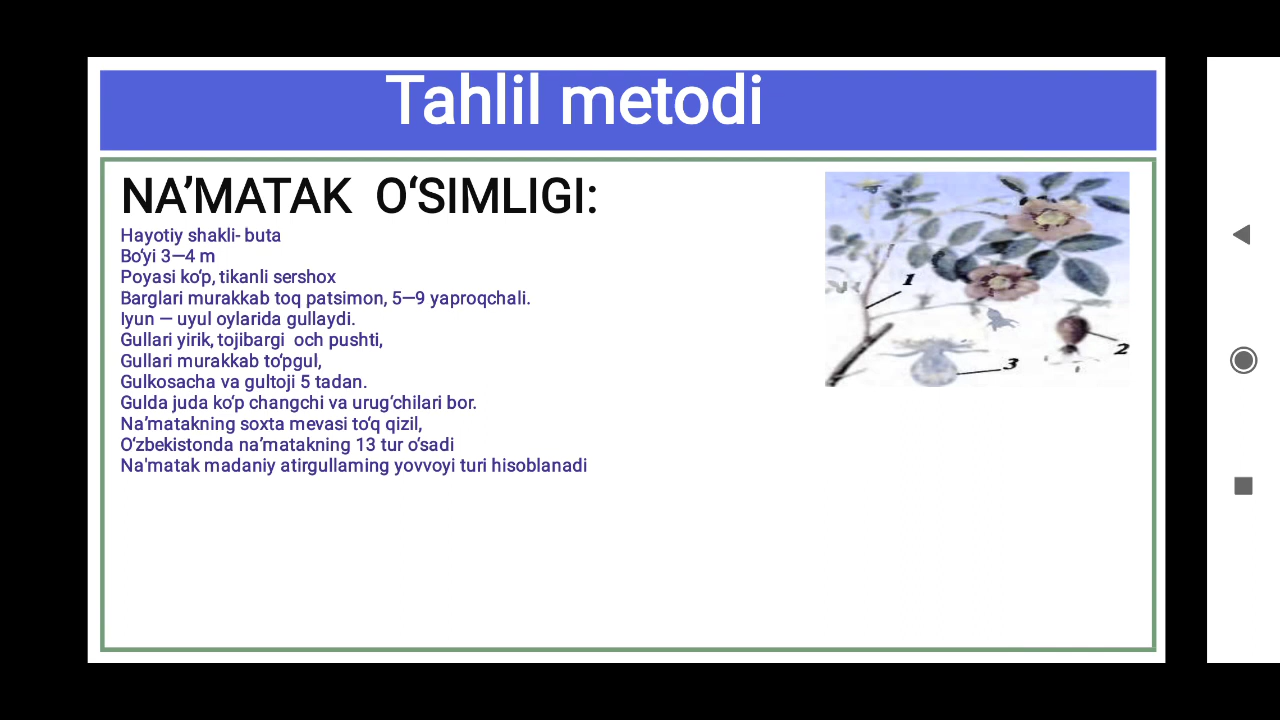 Tahlil metodi
NA’MATAK O‘SIMLIGI:
Hayotiy shakli- buta
Bo‘yi 3—4 m
Poyasi ko‘p, tikanli sershox
Barglari murakkab toq patsimon, 5—9 yaproqchali.
Iyun — uyul oylarida gullaydi.
Gullari yirik, tojibargi och pushti,
Gullari murakkab to‘pgul,
Gulkosacha va gultoji 5 tadan.
Gulda juda ko‘p changchi va urug‘chilari bor.
Na’matakning soxta mevasi to‘q qizil,
O‘zbekistonda na’matakning 13 tur o‘sadi
Na'matak madaniy atirgullaming yovvoyi turi hisoblanadi
1
2
3